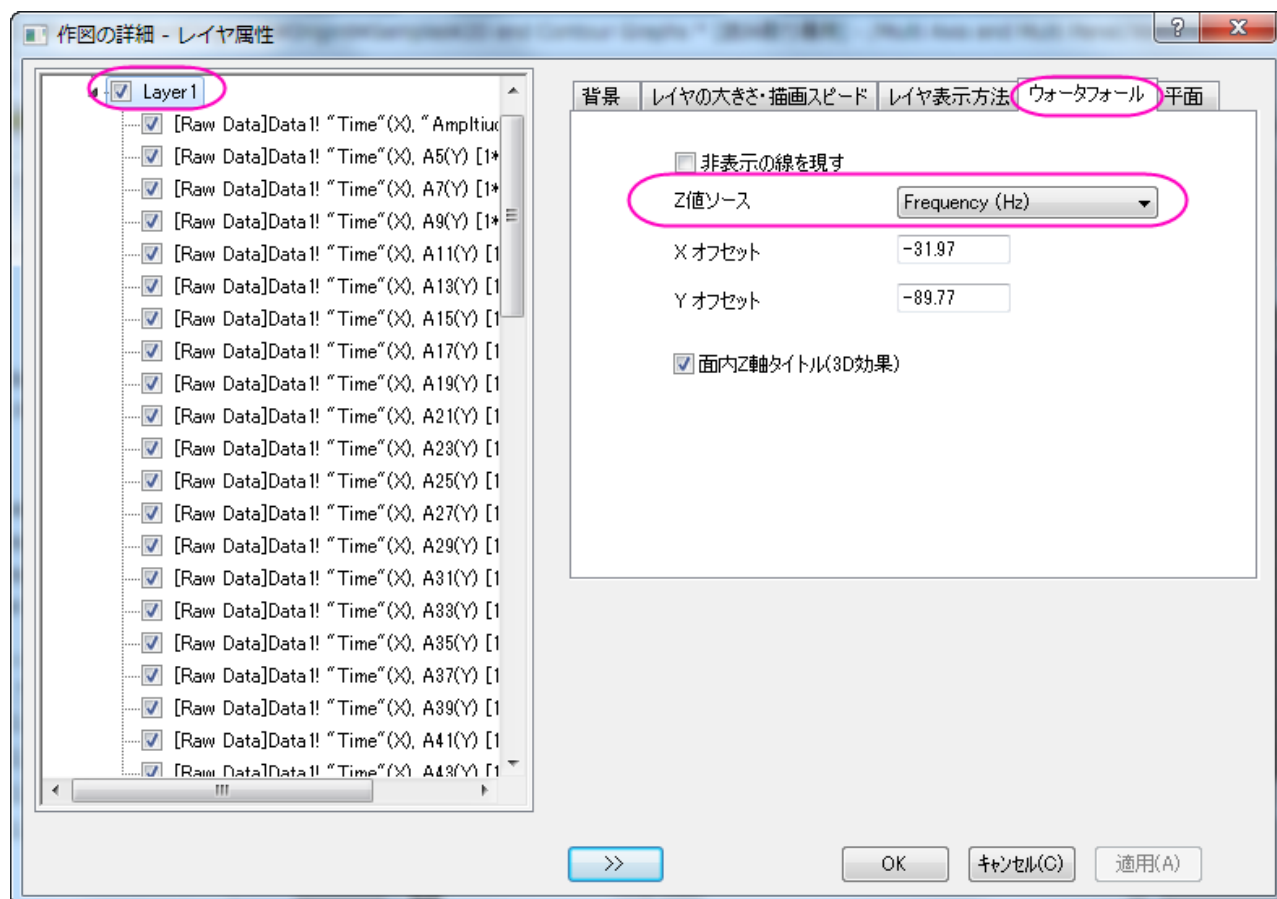 作図の詳細 - レイヤ属性
Layer1
[Raw Data]Data1! "Time"(X), "Ampltiud
[Raw Data]Data1! "Time"(X), A5(Y) [1*
[Raw Data]Data1! "Time"(X), A7(Y) [1*
[Raw Data]Data1! "Time"(X), A9(Y) [1*
[Raw Data]Data1! "Time"(X), A11(Y) [1
[Raw Data]Data1! "Time"(X), A13(Y) [1
[Raw Data]Data1! "Time"(X), A15(Y) [1
[Raw Data]Data1! "Time"(X), A17(Y) [1
[Raw Data]Data1! "Time"(X), A19(Y) [1
[Raw Data]Data1! "Time"(X), A21(Y) [1
[Raw Data]Data1! "Time"(X), A23(Y) [1
[Raw Data]Data1! "Time"(X), A25(Y) [1
[Raw Data]Data1! "Time"(X), A27(Y) [1
[Raw Data]Data1! "Time"(X), A29(Y) [1
[Raw Data]Data1! "Time"(X), A31(Y) [1
[Raw Data]Data1! "Time"(X), A33(Y) [1
[Raw Data]Data1! "Time"(X), A35(Y) [1
[Raw Data]Data1! "Time"(X), A37(Y) [1
[Raw Data]Data1! "Time"(X), A39(Y) [1
[Raw Data]Data1! "Time"(X), A41(Y) [1
[Raw Data]Data1! "Time"(X), A43(Y) [1
背景 レイヤの大きさ・描画スピード レイヤ表示方法 ウォータフォール 平面
非表示の線を現す
Z値ソース Frequency (Hz)
X オフセット -31.97
Y オフセット -89.77
面内Z軸タイトル(3D効果)
>> OK キャンセル(C) 適用(A)